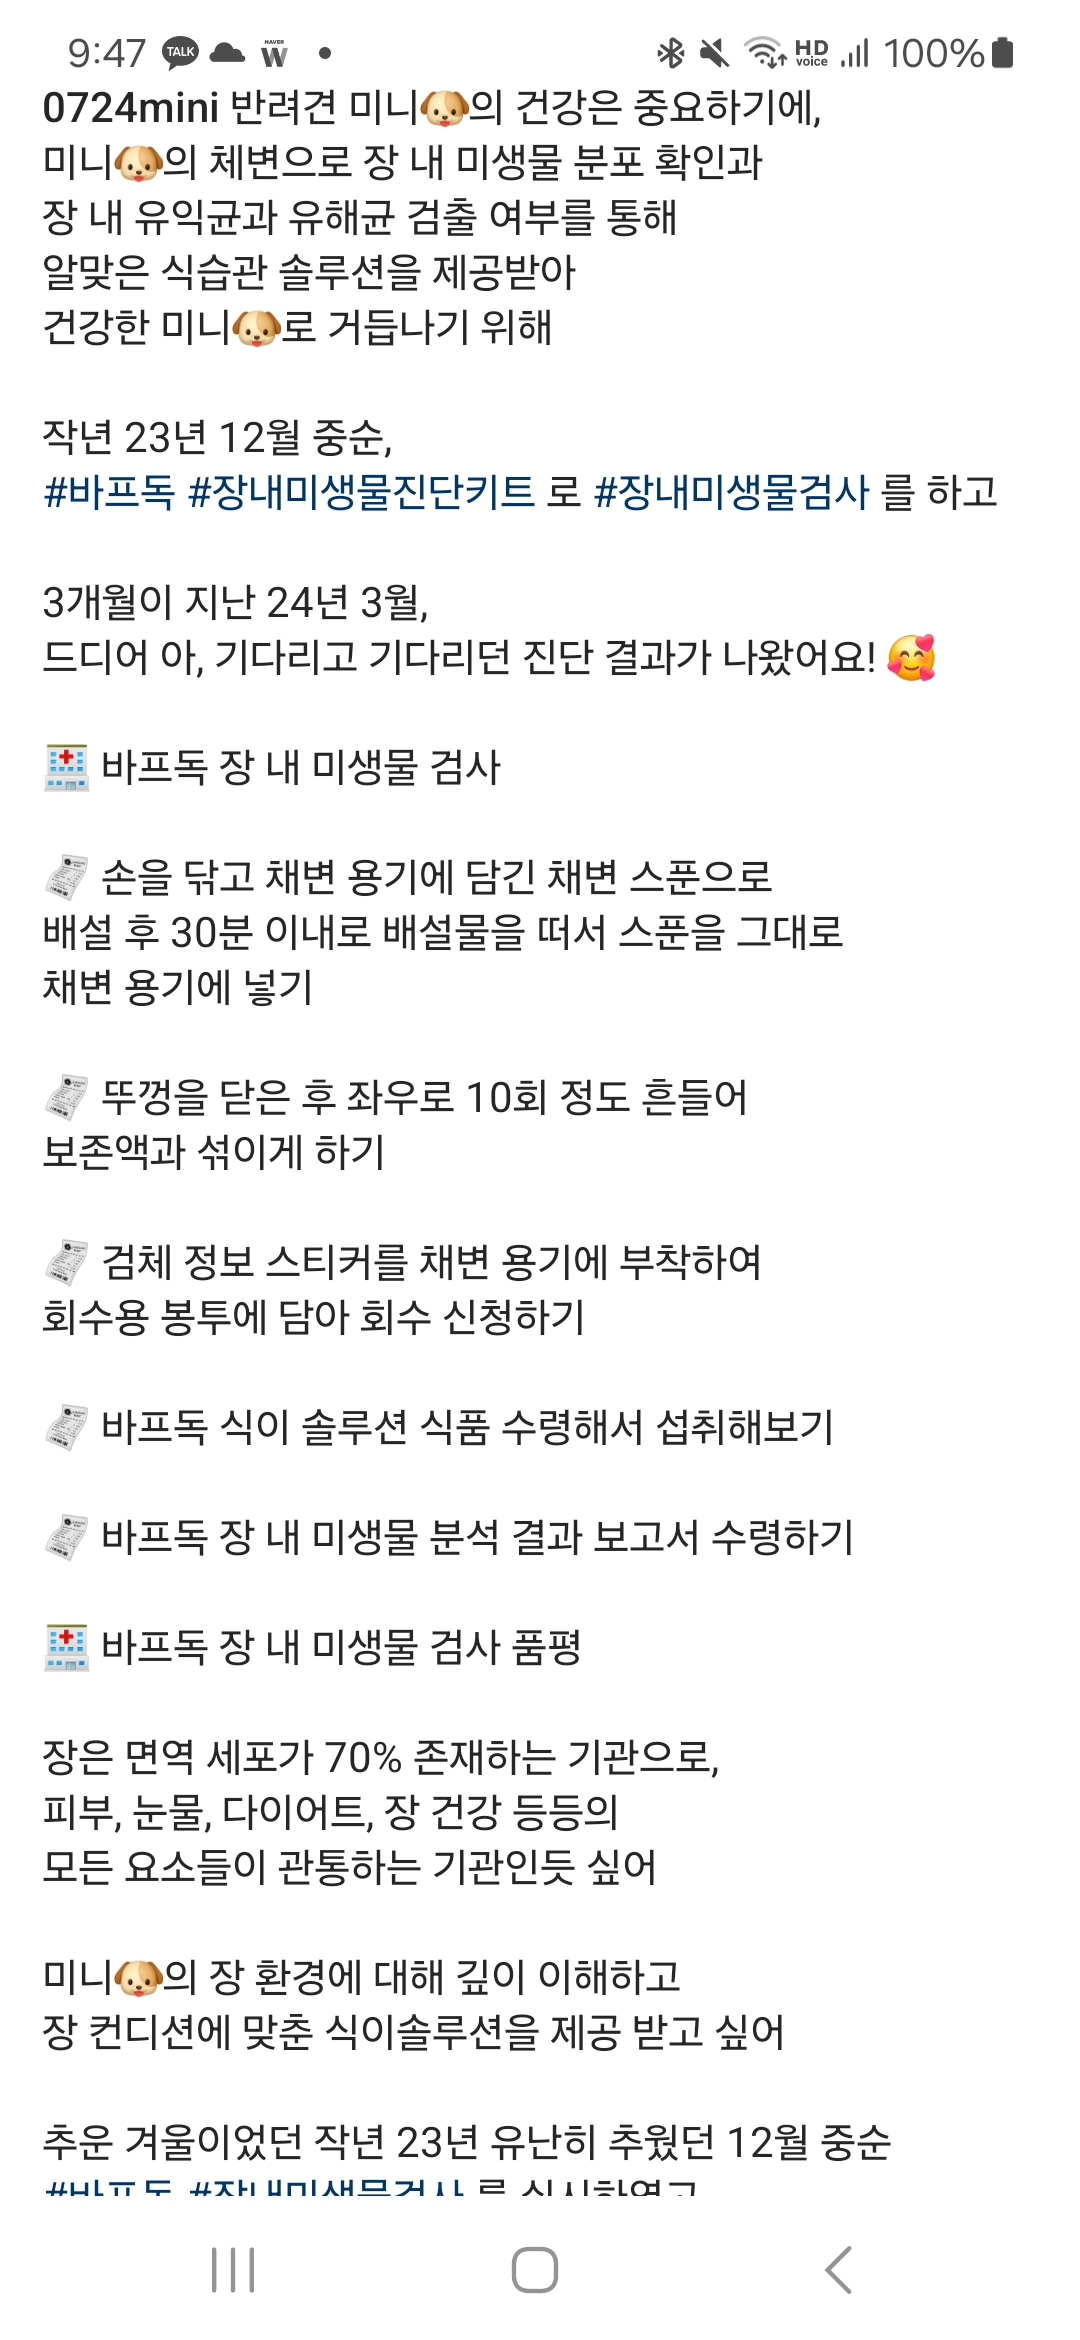 9:47 TALK NAVER W HD voice 100%
0724mini 반려견 미니🐶의 건강은 중요하기에,
미니🐶의 체변으로 장 내 미생물 분포 확인과
장 내 유익균과 유해균 검출 여부를 통해
알맞은 식습관 솔루션을 제공받아
건강한 미니🐶로 거듭나기 위해
작년 23년 12월 중순,
#바프독 #장내미생물진단키트 로 #장내미생물검사 를 하고
3개월이 지난 24년 3월,
드디어 아, 기다리고 기다리던 진단 결과가 나왔어요! 🥰
🏥 바프독 장 내 미생물 검사
🧾 손을 닦고 채변 용기에 담긴 채변 스푼으로
배설 후 30분 이내로 배설물을 떠서 스푼을 그대로
채변 용기에 넣기
🧾 뚜껑을 닫은 후 좌우로 10회 정도 흔들어
보존액과 섞이게 하기
🧾 검체 정보 스티커를 채변 용기에 부착하여
회수용 봉투에 담아 회수 신청하기
🧾 바프독 식이 솔루션 식품 수령해서 섭취해보기
🧾 바프독 장 내 미생물 분석 결과 보고서 수령하기
🏥 바프독 장 내 미생물 검사 품평
장은 면역 세포가 70% 존재하는 기관으로,
피부, 눈물, 다이어트, 장 건강 등등의
모든 요소들이 관통하는 기관인듯 싶어
미니🐶의 장 환경에 대해 깊이 이해하고
장 컨디션에 맞춘 식이솔루션을 제공 받고 싶어
추운 겨울이었던 작년 23년 유난히 추웠던 12월 중순
#바프독 #장내미생물검사 를 실시하였고